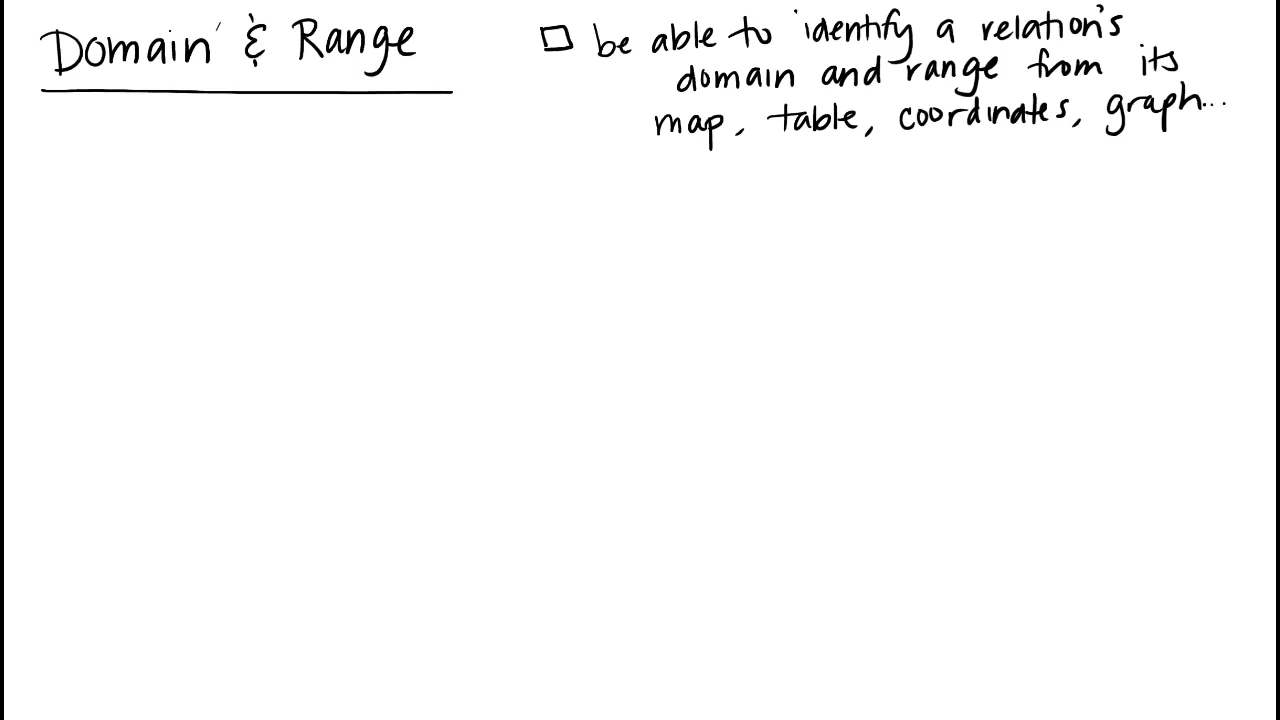 Domain & Range
be able to identify a relation's
domain and range from its
map, table, coordinates, graph...